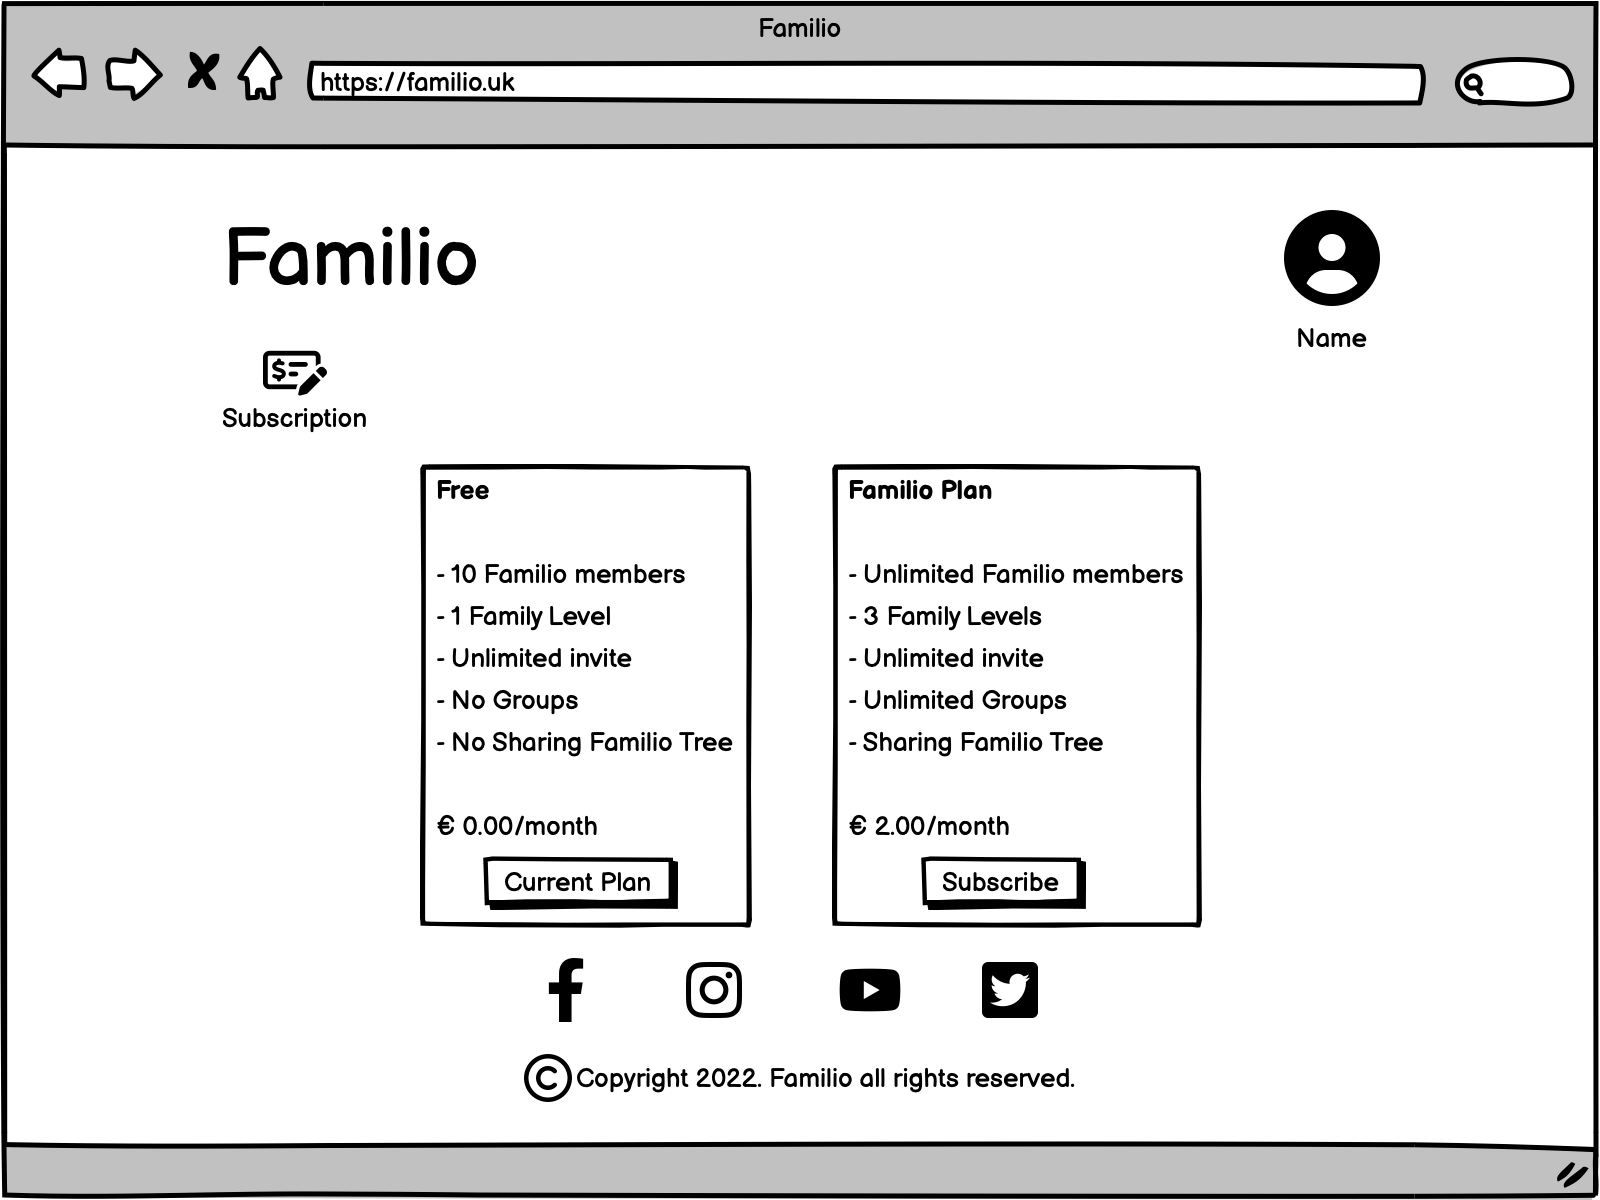 Familio
https://familio.uk
Familio
Name
$
Subscription
Free
- 10 Familio members
- 1 Family Level
- Unlimited invite
- No Groups
- No Sharing Familio Tree
€ 0.00/month
Current Plan
Familio Plan
- Unlimited Familio members
- 3 Family Levels
- Unlimited invite
- Unlimited Groups
- Sharing Familio Tree
€ 2.00/month
Subscribe
© Copyright 2022. Familio all rights reserved.